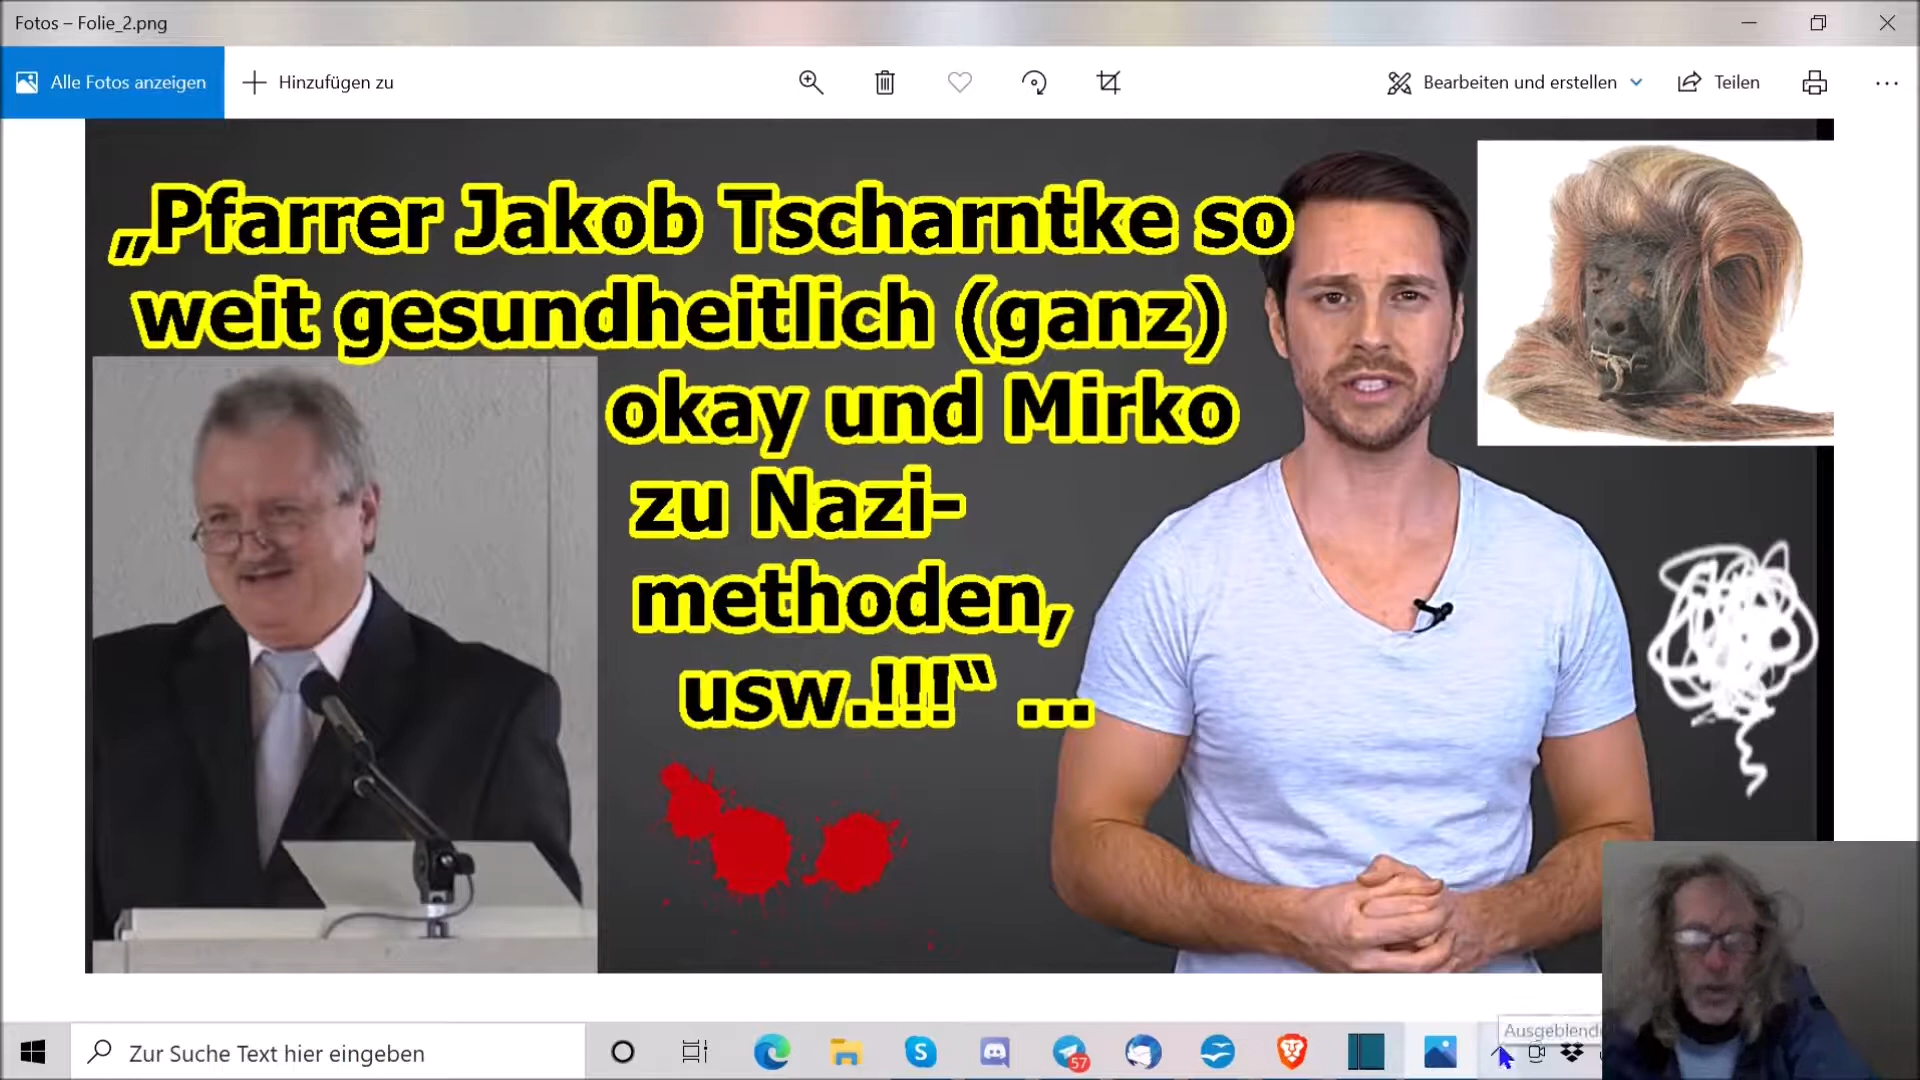 Fotos – Folie_2.png
Alle Fotos anzeigen
Hinzufügen zu
Bearbeiten und erstellen
Teilen
„Pfarrer Jakob Tscharntke so
weit gesundheitlich (ganz)
okay und Mirko
zu Nazi-
methoden,
usw.!!!“ ...
Ausgeblende
Zur Suche Text hier eingeben
S
57